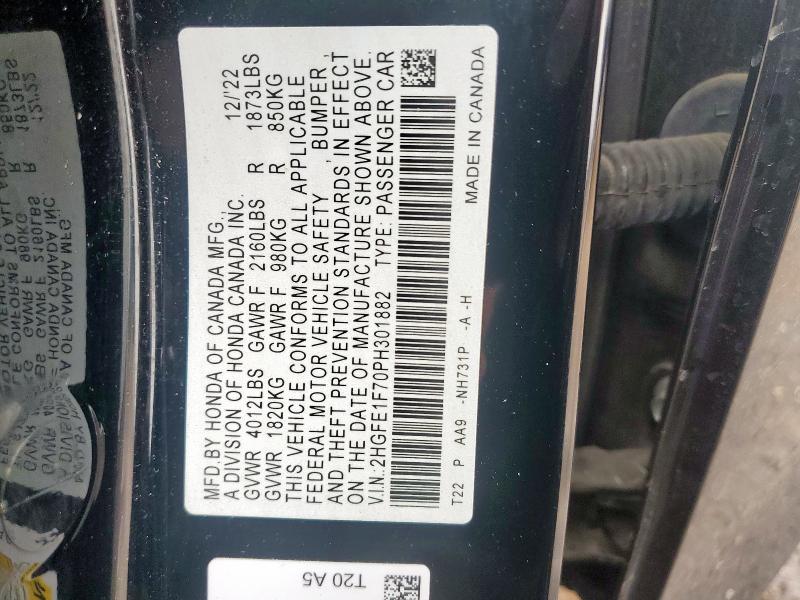 MFD.BY HONDA OF CANADA MFG.,
A DIVISION OF HONDA CANADA INC. 12/'22
GVWR 4012LBS GAWR F 2160LBS R 1873LBS
GVWR 1820KG GAWR F 980KG R 850KG
THIS VEHICLE CONFORMS TO ALL APPLICABLE
FEDERAL MOTOR VEHICLE SAFETY, BUMPER,
AND THEFT PREVENTION STANDARDS IN EFFECT
ON THE DATE OF MANUFACTURE SHOWN ABOVE.
V.I.N.:2HGFE1F70PH301882 TYPE: PASSENGER CAR
T22 P AA9 -NH731P -A -H MADE IN CANADA
T20 A5